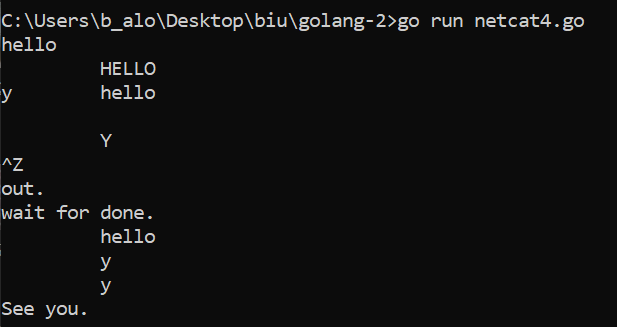 C:\Users\b_alo\Desktop\biu\golang-2>go run netcat4.go
hello
HELLO
y hello
Y
^Z
out.
wait for done.
hello
y
y
See you.